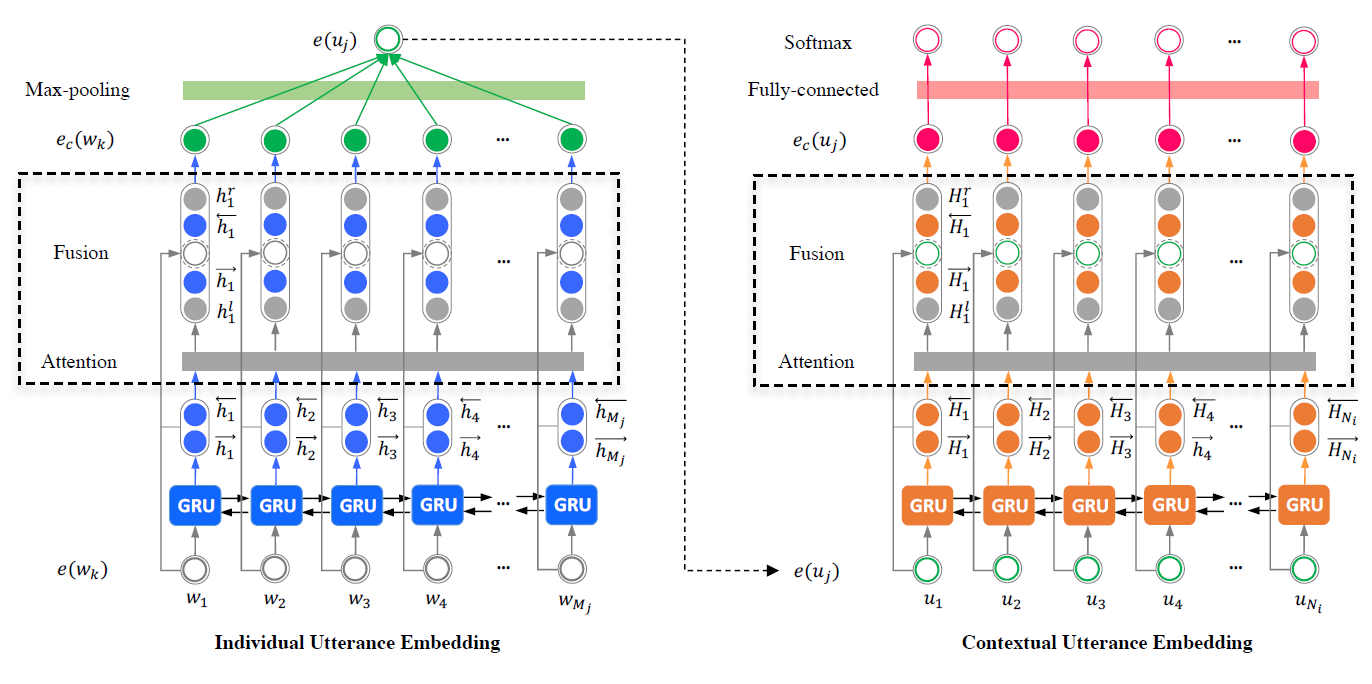 e(u_j)
Max-pooling
e_c(w_k)
...
h_1^r
\overleftarrow{h_1}
Fusion
...
\overrightarrow{h_1}
h_1^l
Attention
\overleftarrow{h_1} \overleftarrow{h_2} \overleftarrow{h_3} \overleftarrow{h_4} ... \overleftarrow{h_{M_j}}
\overrightarrow{h_1} \overrightarrow{h_2} \overrightarrow{h_3} \overrightarrow{h_4} \overrightarrow{h_{M_j}}
GRU GRU GRU GRU ... GRU
e(w_k) ...
w_1 w_2 w_3 w_4 w_{M_j}
Individual Utterance Embedding
Softmax ...
Fully-connected
e_c(u_j) ...
H_1^r
\overleftarrow{H_1}
Fusion
...
\overrightarrow{H_1}
H_1^l
Attention
\overleftarrow{H_1} \overleftarrow{H_2} \overleftarrow{H_3} \overleftarrow{H_4} ... \overleftarrow{H_{N_i}}
\overrightarrow{H_1} \overrightarrow{H_2} \overrightarrow{H_3} \overrightarrow{h_4} \overrightarrow{H_{N_i}}
GRU GRU GRU GRU ... GRU
e(u_j) ...
u_1 u_2 u_3 u_4 u_{N_i}
Contextual Utterance Embedding